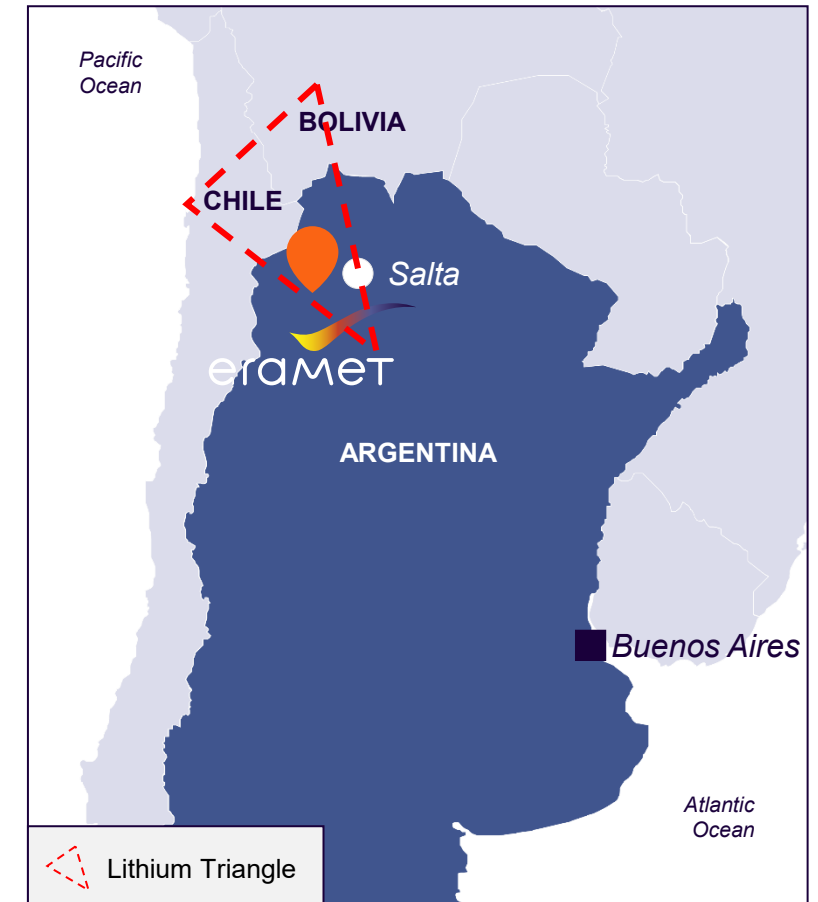 Pacific
Ocean
BOLIVIA
CHILE
Salta
eramet
ARGENTINA
Buenos Aires
Atlantic
Ocean
Lithium Triangle